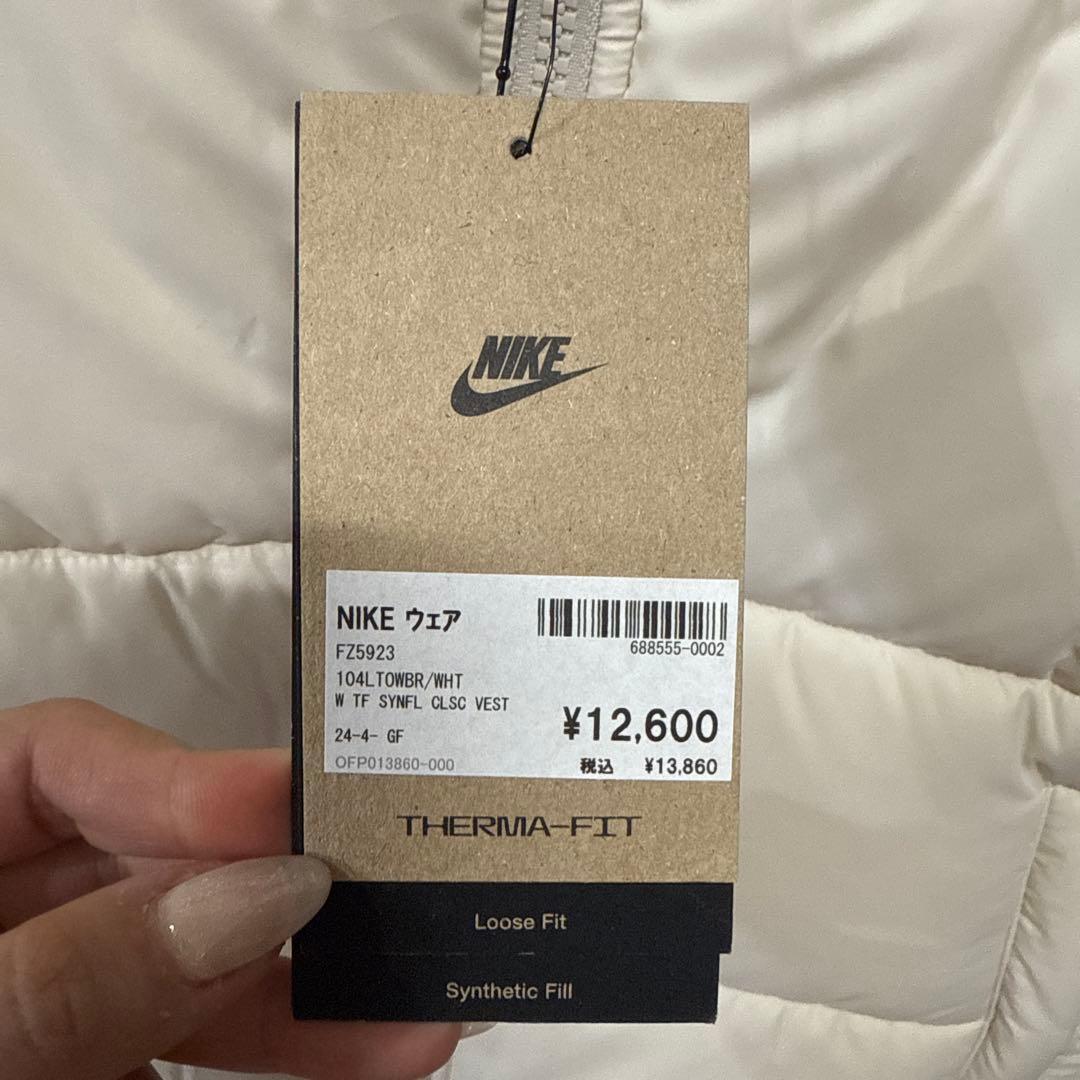 NIKE
NIKE ウェア
688555-0002
FZ5923
104LTOWBR/WHT
W TF SYNFL CLSC VEST
¥12,600
24-4- GF
OFP013860-000
税込 ¥13,860
THERMA-FIT
Loose Fit
Synthetic Fill